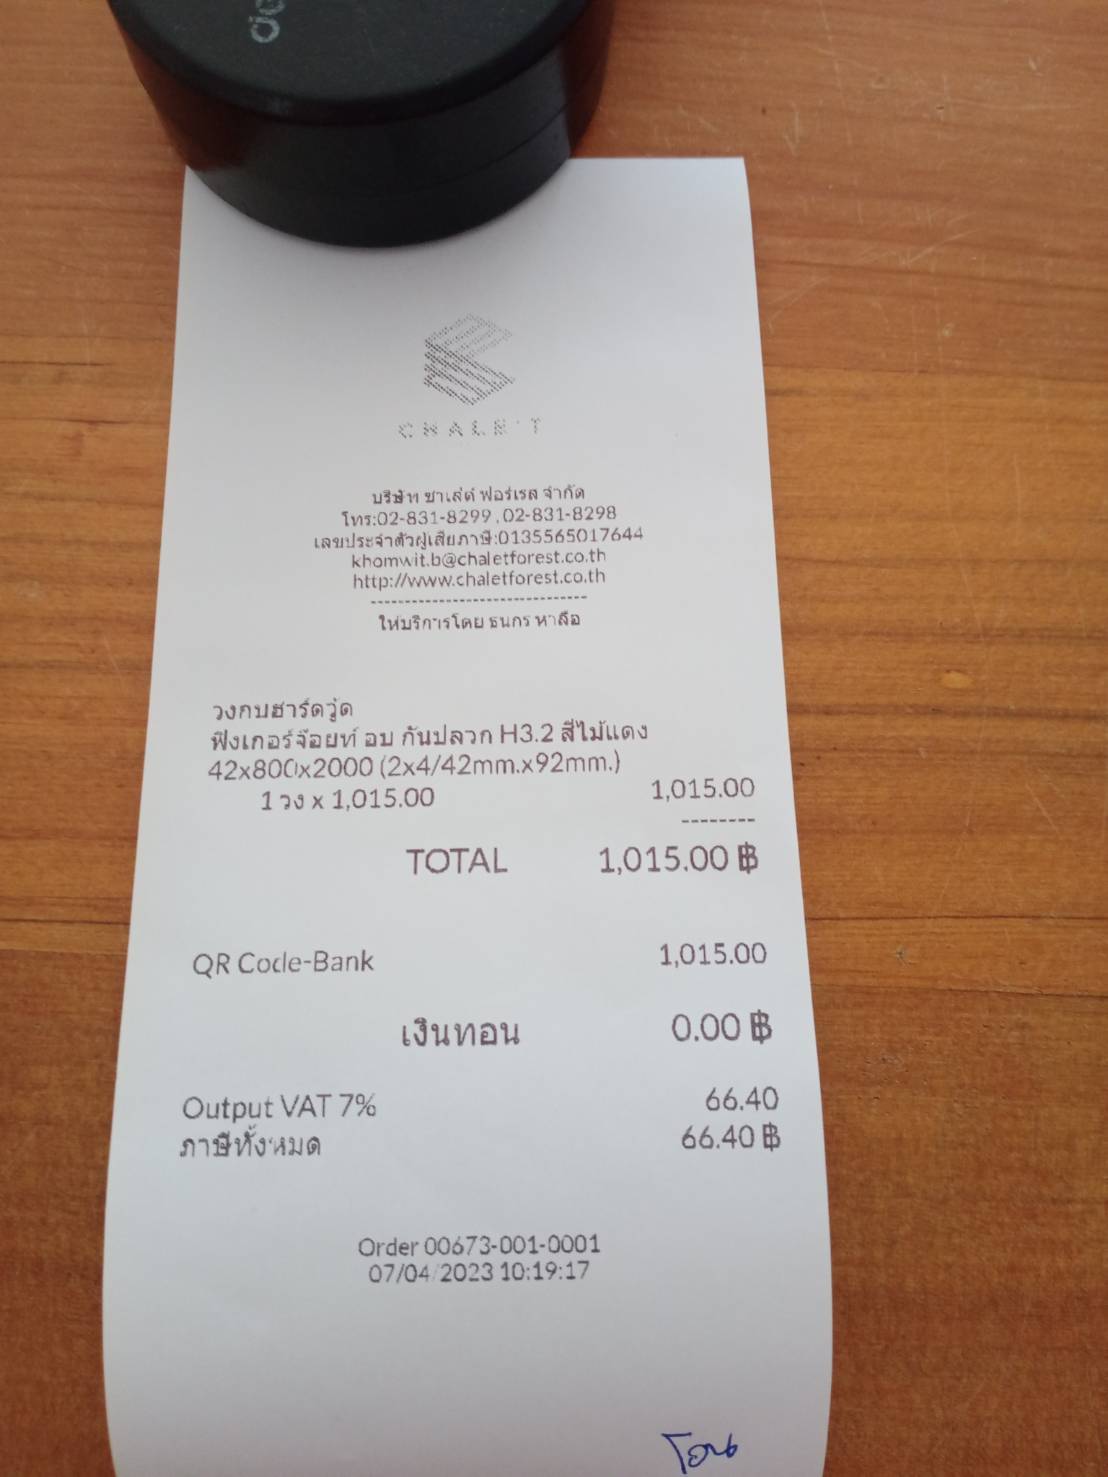 CHALE'T
บริษัท ชาเล่ต์ ฟอร์เรส จำกัด
โทร:02-831-8299 , 02-831-8298
เลขประจำตัวผู้เสียภาษี:0135565017644
khomwit.b@chaletforest.co.th
http://www.chaletforest.co.th
--------------------------------
ให้บริการโดย ธนกร หาลือ
วงกบฮาร์ดวู้ด
ฟิงเกอร์จ๊อยท์ อบ กันปลวก H3.2 สีไม้แดง
42x800x2000 (2x4/42mm.x92mm.)
1 วง x 1,015.00 1,015.00
--------
TOTAL 1,015.00 ฿
QR Code-Bank 1,015.00
เงินทอน 0.00 ฿
Output VAT 7% 66.40
ภาษีทั้งหมด 66.40 ฿
Order 00673-001-0001
07/04/2023 10:19:17
โอน